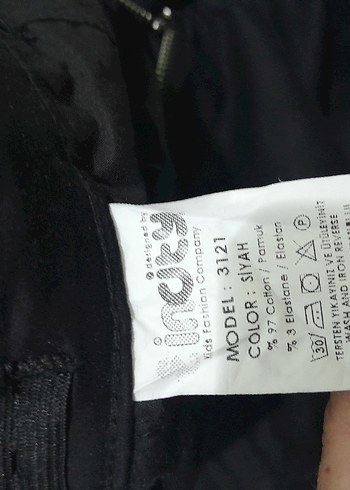 designed by
Kids Fashion Company
MODEL : 3121
COLOR : SİYAH
% 97 Cotton / Pamuk
% 3 Elastane / Elastan
30
P
TERSTEN YIKAYINIZ VE ÜTÜLEYİNİZ
WASH AND IRON REVERSE